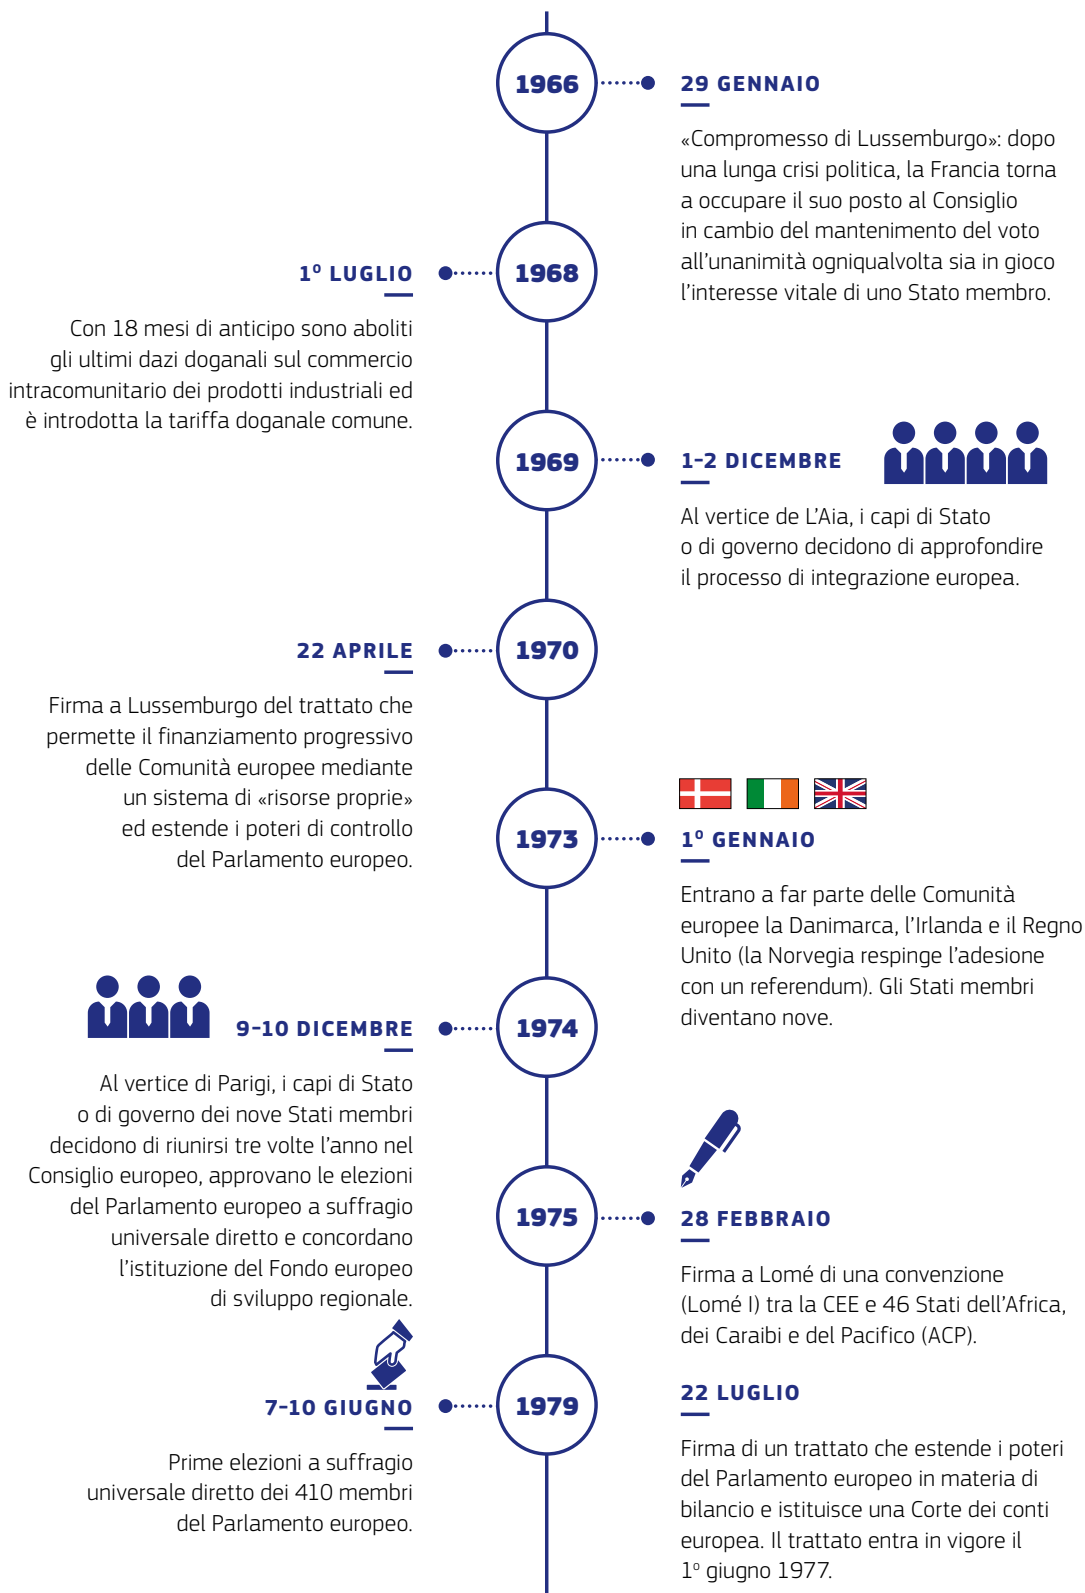 1966
29 GENNAIO
«Compromesso di Lussemburgo»: dopo
una lunga crisi politica, la Francia torna
a occupare il suo posto al Consiglio
in cambio del mantenimento del voto
all'unanimità ogniqualvolta sia in gioco
l'interesse vitale di uno Stato membro.
1968
1º LUGLIO
Con 18 mesi di anticipo sono aboliti
gli ultimi dazi doganali sul commercio
intracomunitario dei prodotti industriali ed
è introdotta la tariffa doganale comune.
1969
1-2 DICEMBRE
Al vertice de L'Aia, i capi di Stato
o di governo decidono di approfondire
il processo di integrazione europea.
1970
22 APRILE
Firma a Lussemburgo del trattato che
permette il finanziamento progressivo
delle Comunità europee mediante
un sistema di «risorse proprie»
ed estende i poteri di controllo
del Parlamento europeo.
1973
1º GENNAIO
Entrano a far parte delle Comunità
europee la Danimarca, l'Irlanda e il Regno
Unito (la Norvegia respinge l'adesione
con un referendum). Gli Stati membri
diventano nove.
1974
9-10 DICEMBRE
Al vertice di Parigi, i capi di Stato
o di governo dei nove Stati membri
decidono di riunirsi tre volte l'anno nel
Consiglio europeo, approvano le elezioni
del Parlamento europeo a suffragio
universale diretto e concordano
l'istituzione del Fondo europeo
di sviluppo regionale.
1975
28 FEBBRAIO
Firma a Lomé di una convenzione
(Lomé I) tra la CEE e 46 Stati dell'Africa,
dei Caraibi e del Pacifico (ACP).
22 LUGLIO
Firma di un trattato che estende i poteri
del Parlamento europeo in materia di
bilancio e istituisce una Corte dei conti
europea. Il trattato entra in vigore il
1º giugno 1977.
1979
7-10 GIUGNO
Prime elezioni a suffragio
universale diretto dei 410 membri
del Parlamento europeo.